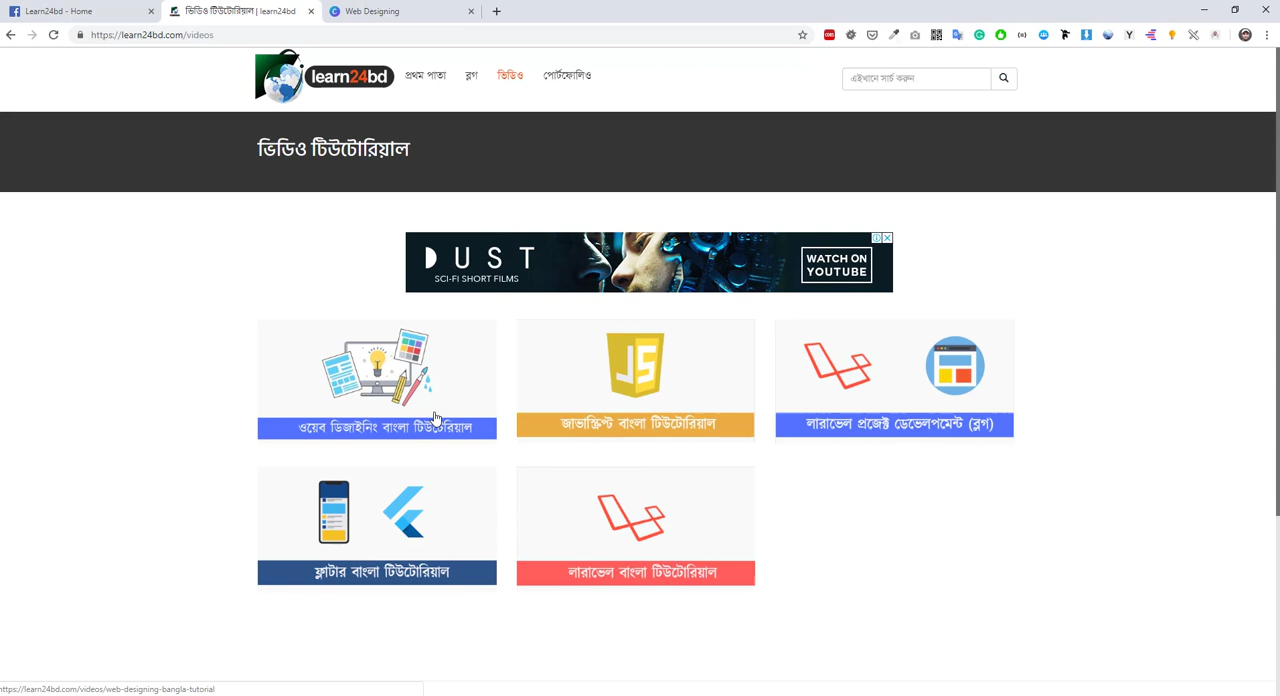 Learn24bd - Home
ভিডিও টিউটোরিয়াল | learn24bd
Web Designing
https://learn24bd.com/videos
learn24bd
প্রথম পাতা
ব্লগ
ভিডিও
পোর্টফোলিও
এইখানে সার্চ করুন
ভিডিও টিউটোরিয়াল
DUST
SCI-FI SHORT FILMS
WATCH ON
YOUTUBE
JS
ওয়েব ডিজাইনিং বাংলা টিউটোরিয়াল
জাভাস্ক্রিপ্ট বাংলা টিউটোরিয়াল
লারাভেল প্রজেক্ট ডেভেলপমেন্ট (ব্লগ)
ফ্লাটার বাংলা টিউটোরিয়াল
লারাভেল বাংলা টিউটোরিয়াল
https://learn24bd.com/videos/web-designing-bangla-tutorial